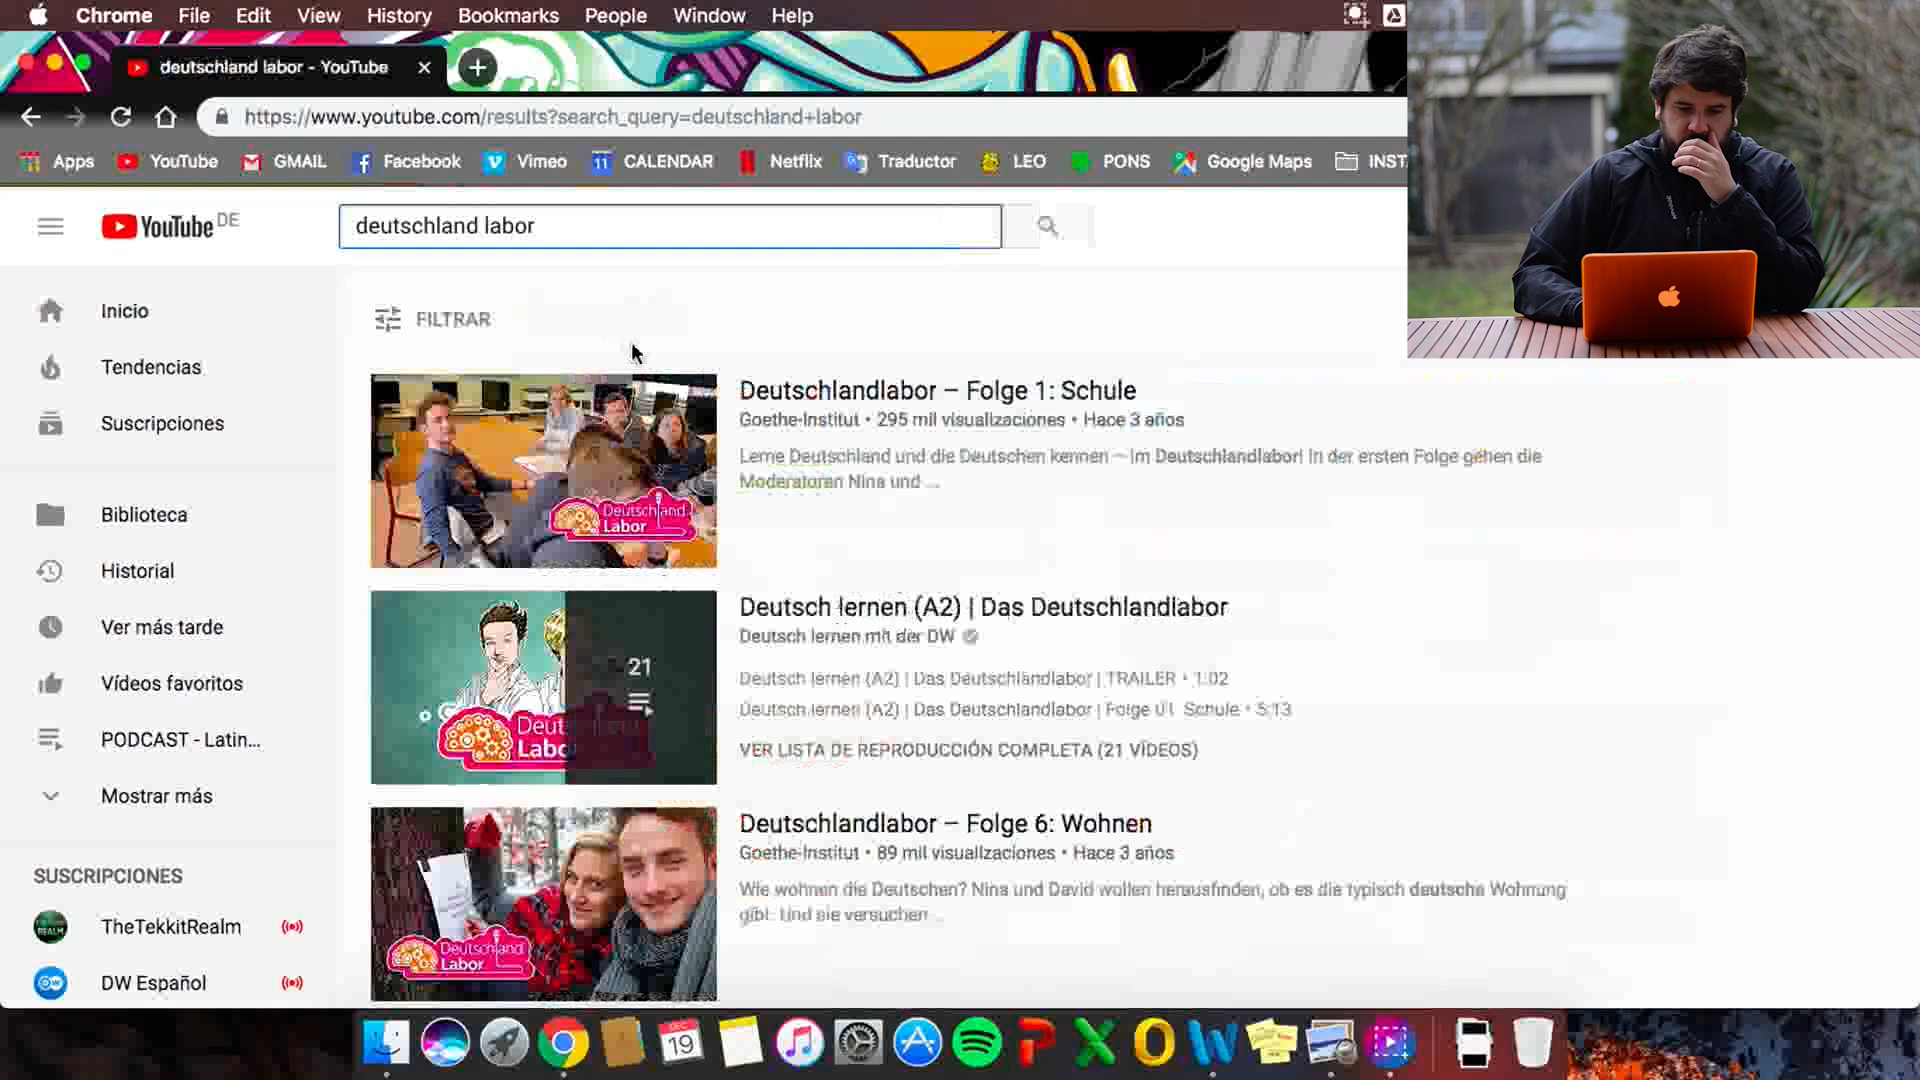 Chrome File Edit View History Bookmarks People Window Help
deutschland labor - YouTube
https://www.youtube.com/results?search_query=deutschland+labor
Apps YouTube GMAIL Facebook Vimeo 11 CALENDAR Netflix Traductor LEO PONS Google Maps INST
YouTube DE
deutschland labor
Inicio
Tendencias
Suscripciones
Biblioteca
Historial
Ver más tarde
Vídeos favoritos
PODCAST - Latin...
Mostrar más
SUSCRIPCIONES
TheTekkitRealm
DW Español
FILTRAR
Deutschland
Labor
Deutschlandlabor – Folge 1: Schule
Goethe-Institut • 295 mil visualizaciones • Hace 3 años
Lerne Deutschland und die Deutschen kennen – im Deutschlandlabor! In der ersten Folge gehen die
Moderatoren Nina und ...
21
Deut
Labo
Deutsch lernen (A2) | Das Deutschlandlabor
Deutsch lernen mit der DW
Deutsch lernen (A2) | Das Deutschlandlabor | TRAILER • 1:02
Deutsch lernen (A2) | Das Deutschlandlabor | Folge 01 Schule • 5:13
VER LISTA DE REPRODUCCIÓN COMPLETA (21 VÍDEOS)
Deutschland
Labor
Deutschlandlabor – Folge 6: Wohnen
Goethe-Institut • 89 mil visualizaciones • Hace 3 años
Wie wohnen die Deutschen? Nina und David wollen herausfinden, ob es die typisch deutsche Wohnung
gibt. Und sie versuchen ...
DEC
19